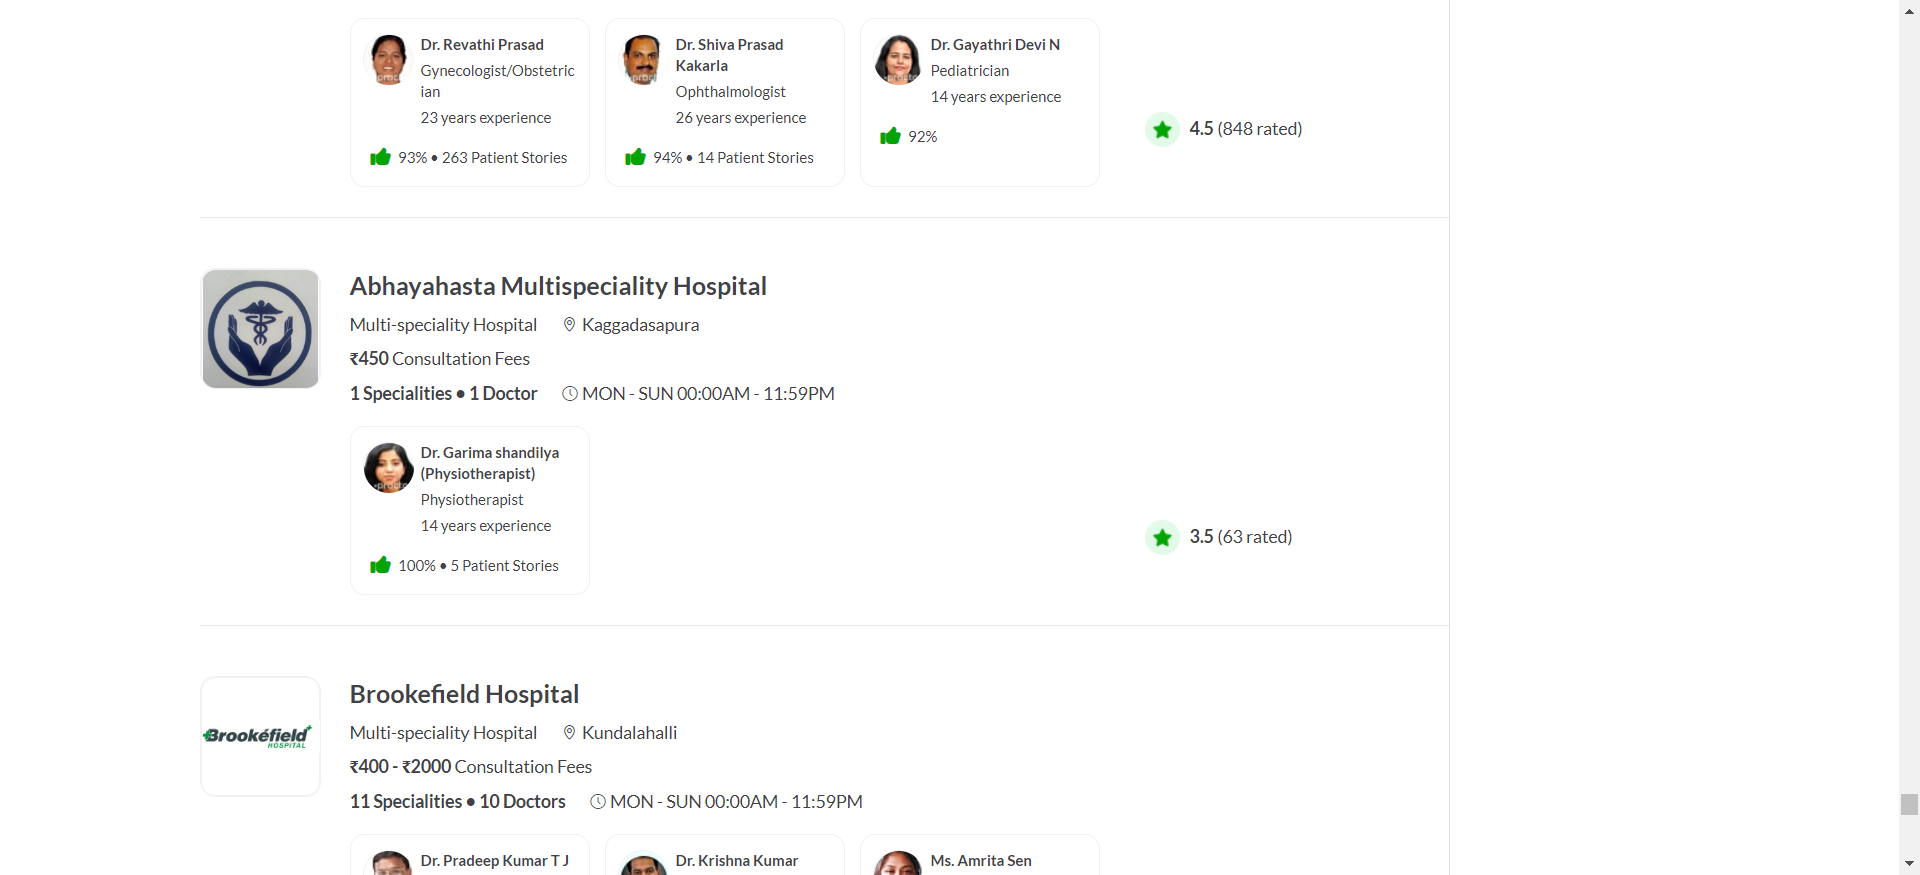 Dr. Revathi Prasad
Gynecologist/Obstetric
ian
23 years experience
93% • 263 Patient Stories
Dr. Shiva Prasad
Kakarla
Ophthalmologist
26 years experience
94% • 14 Patient Stories
Dr. Gayathri Devi N
Pediatrician
14 years experience
92%
4.5 (848 rated)
Abhayahasta Multispeciality Hospital
Multi-speciality Hospital Kaggadasapura
₹450 Consultation Fees
1 Specialities • 1 Doctor MON - SUN 00:00AM - 11:59PM
Dr. Garima shandilya
(Physiotherapist)
Physiotherapist
14 years experience
100% • 5 Patient Stories
3.5 (63 rated)
Brookéfield
HOSPITAL
Brookefield Hospital
Multi-speciality Hospital Kundalahalli
₹400 - ₹2000 Consultation Fees
11 Specialities • 10 Doctors MON - SUN 00:00AM - 11:59PM
Dr. Pradeep Kumar T J
Dr. Krishna Kumar
Ms. Amrita Sen